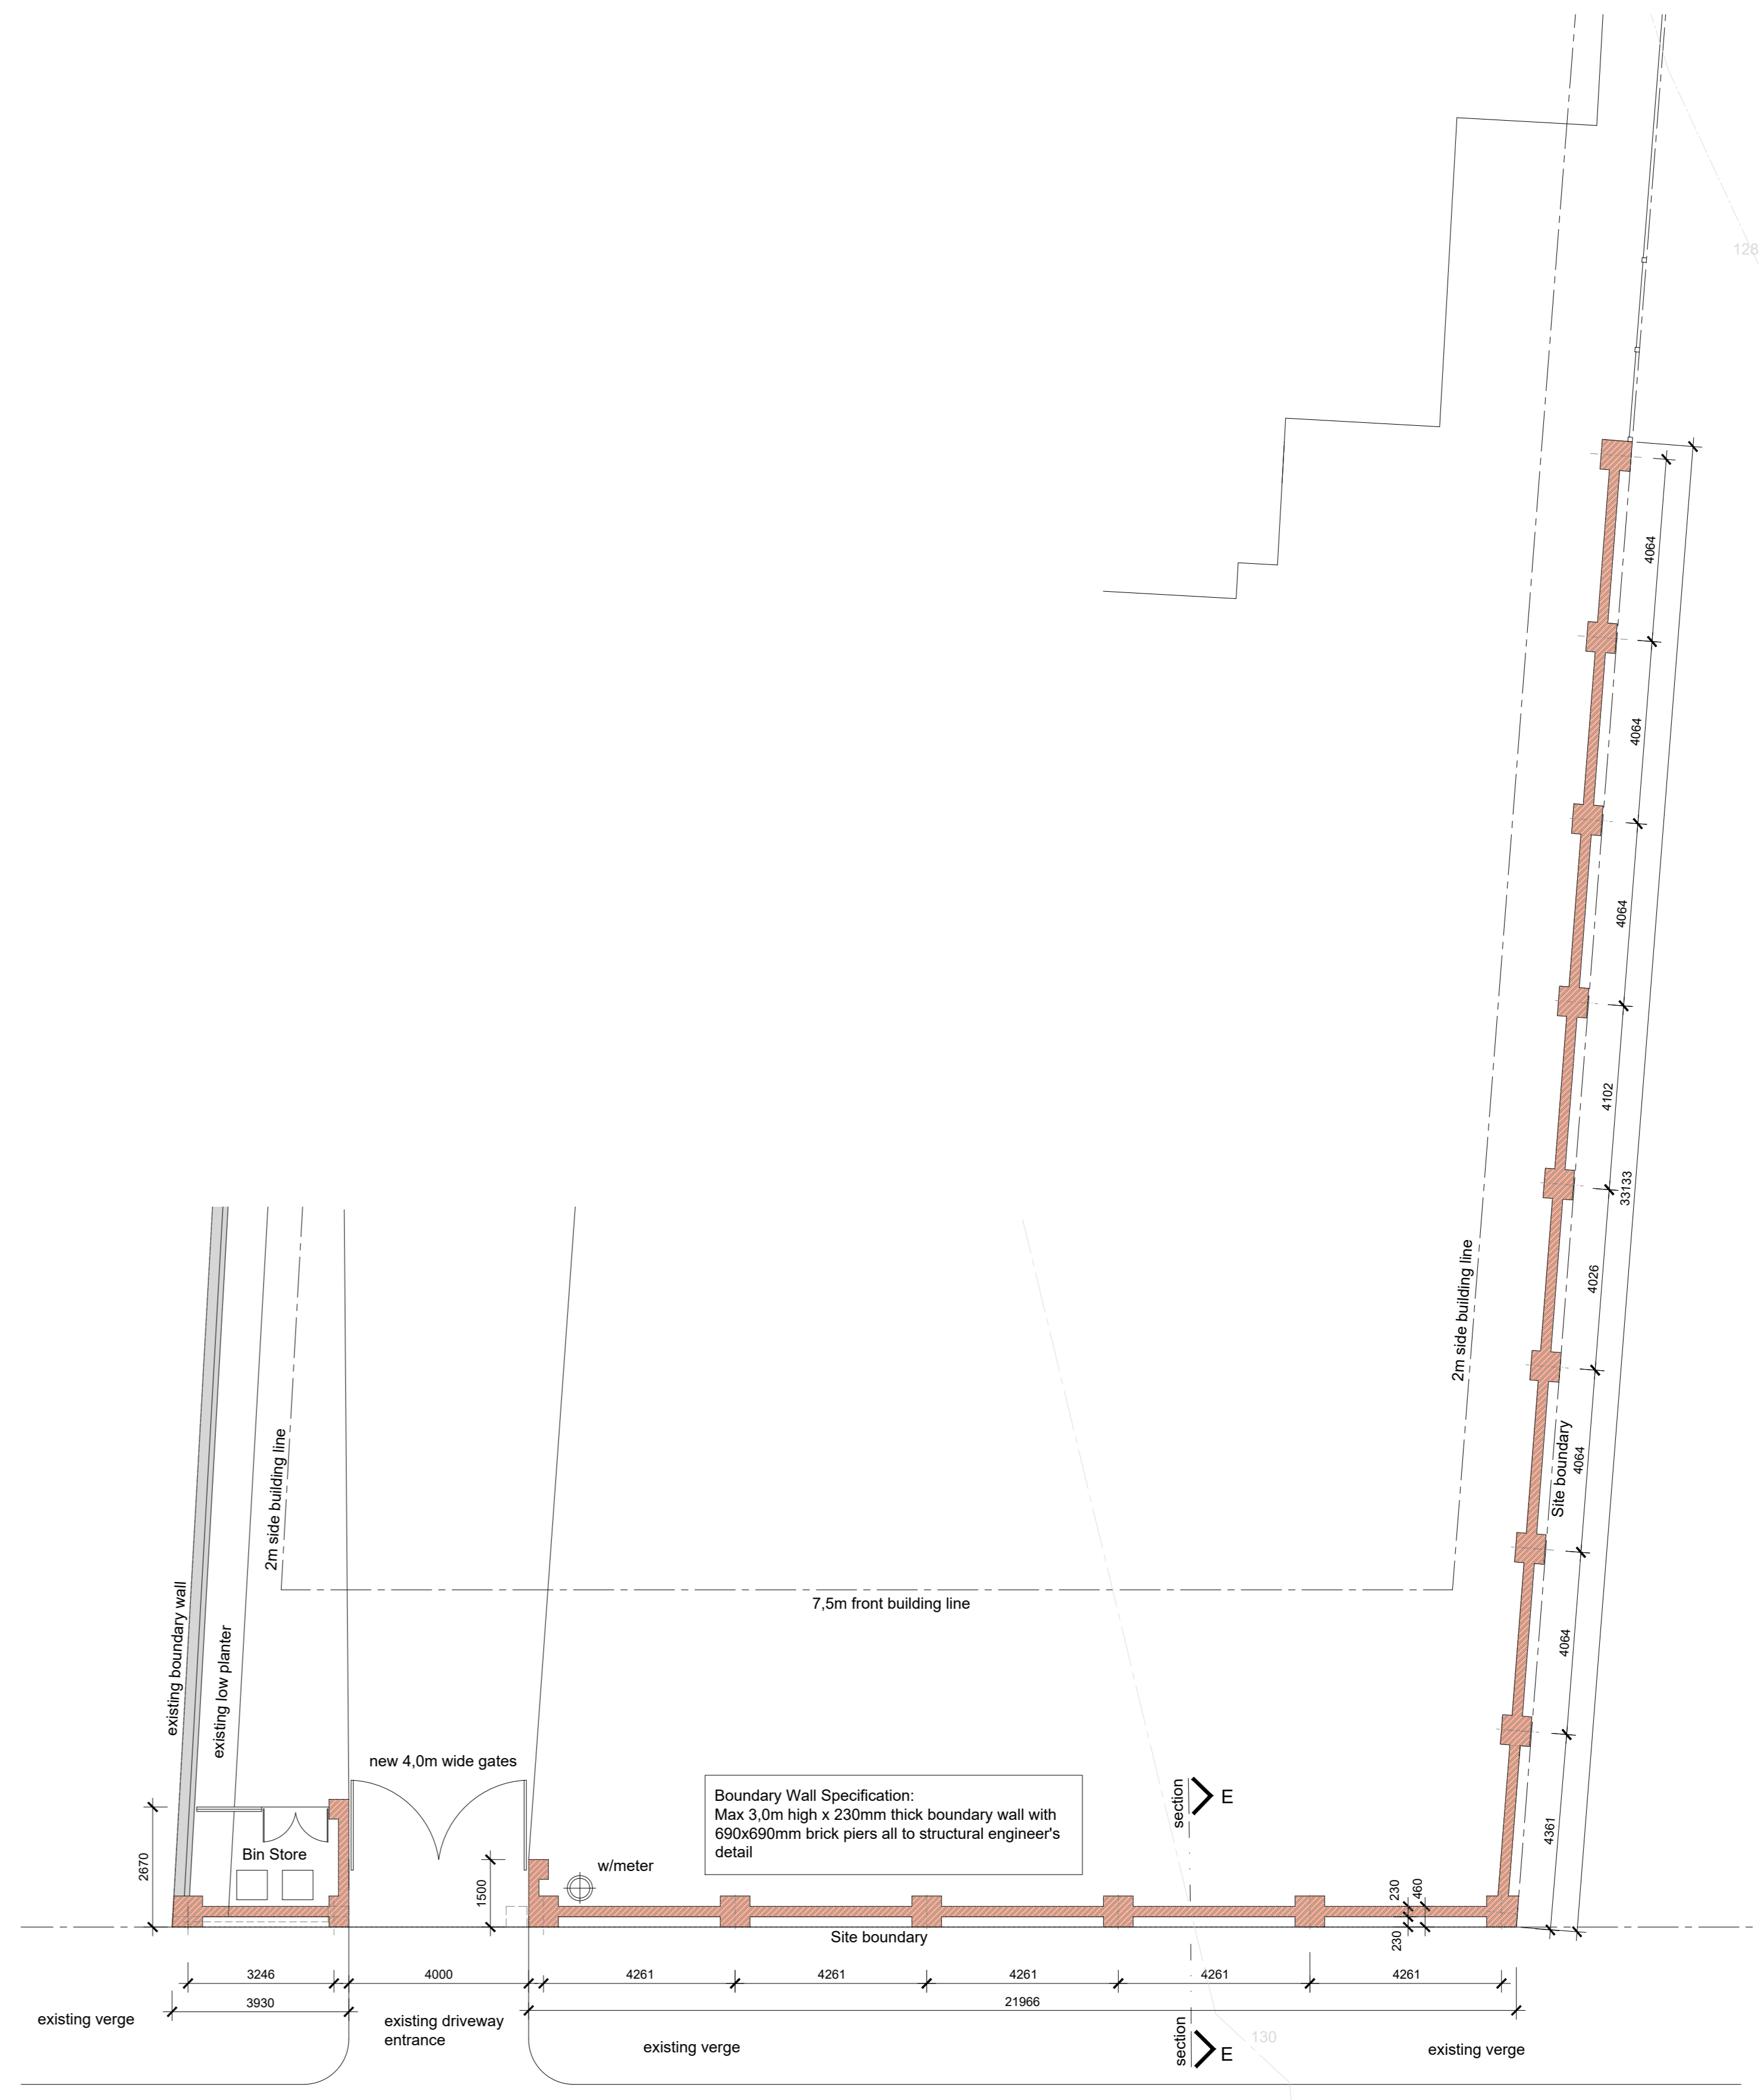 128
4064
4064
4064
4102
33133
4026
2m side building line
Site boundary
4064
4064
4361
2m side building line
7,5m front building line
existing boundary wall
existing low planter
new 4,0m wide gates
Boundary Wall Specification:
Max 3,0m high x 230mm thick boundary wall with
690x690mm brick piers all to structural engineer's
detail
section
E
2670
Bin Store
w/meter
1500
230
460
230
Site boundary
3246
4000
4261
4261
4261
4261
4261
3930
21966
existing verge
existing driveway
entrance
existing verge
section
E
130
existing verge